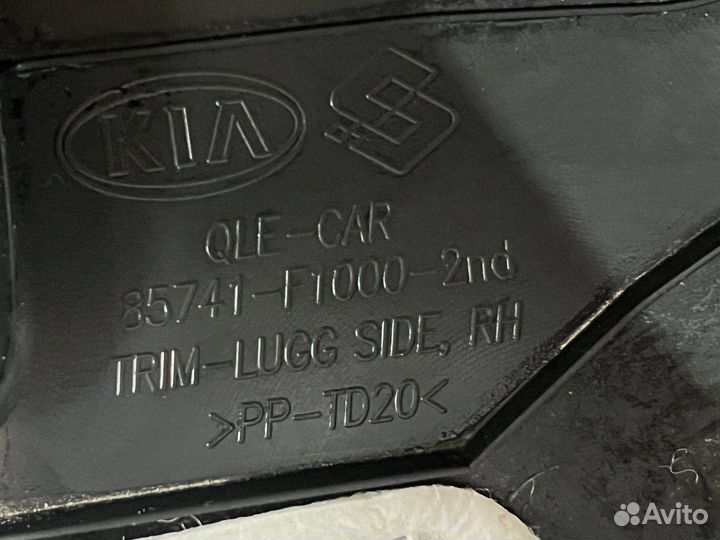 KIA
QLE-CAR
85741-F1000-2nd
TRIM-LUGG SIDE, RH
>PP-TD20<
Avito